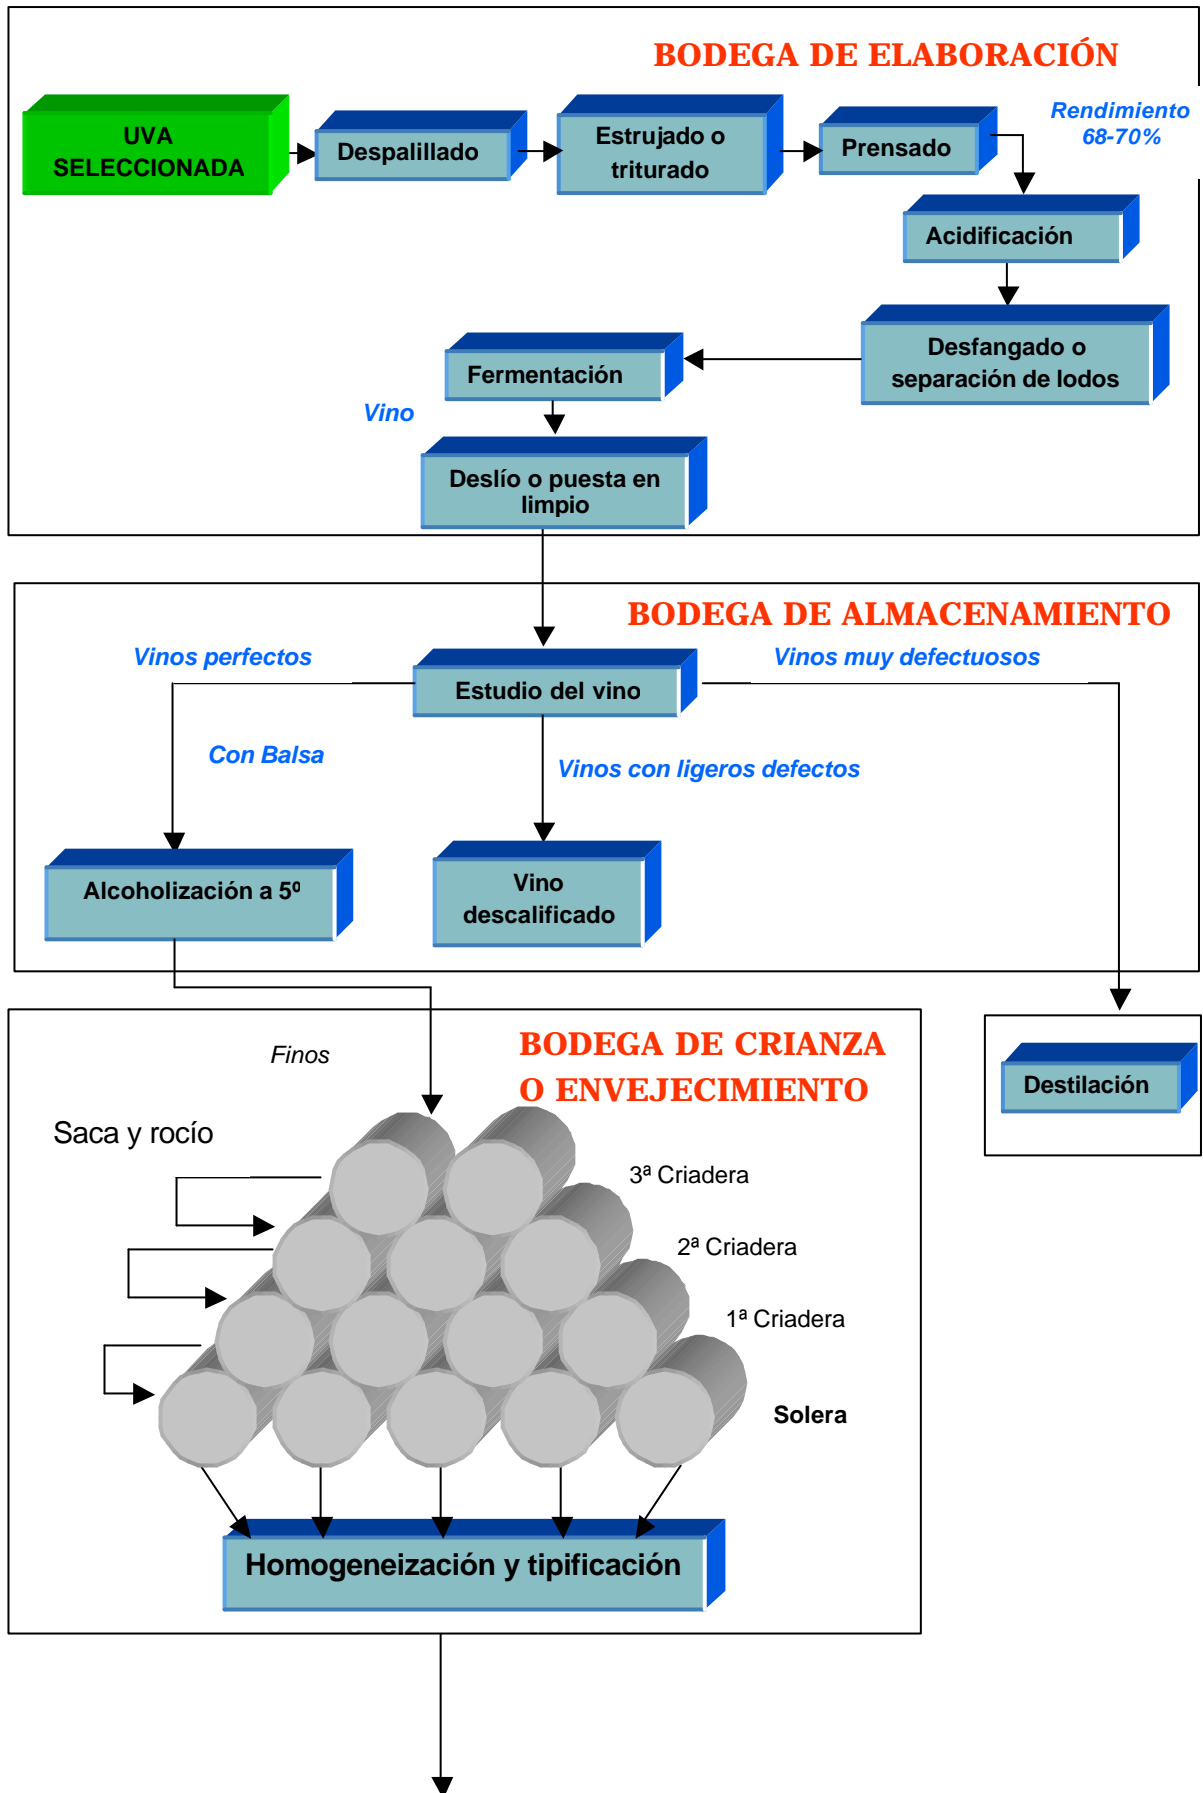 BODEGA DE ELABORACIÓN
UVA
SELECCIONADA
Despalillado
Estrujado o
triturado
Prensado
Rendimiento
68-70%
Acidificación
Desfangado o
separación de lodos
Fermentación
Vino
Deslío o puesta en
limpio
BODEGA DE ALMACENAMIENTO
Vinos perfectos
Estudio del vino
Vinos muy defectuosos
Con Balsa
Vinos con ligeros defectos
Alcoholización a 5º
Vino
descalificado
BODEGA DE CRIANZA
O ENVEJECIMIENTO
Finos
Destilación
Saca y rocío
3ª Criadera
2ª Criadera
1ª Criadera
Solera
Homogeneización y tipificación